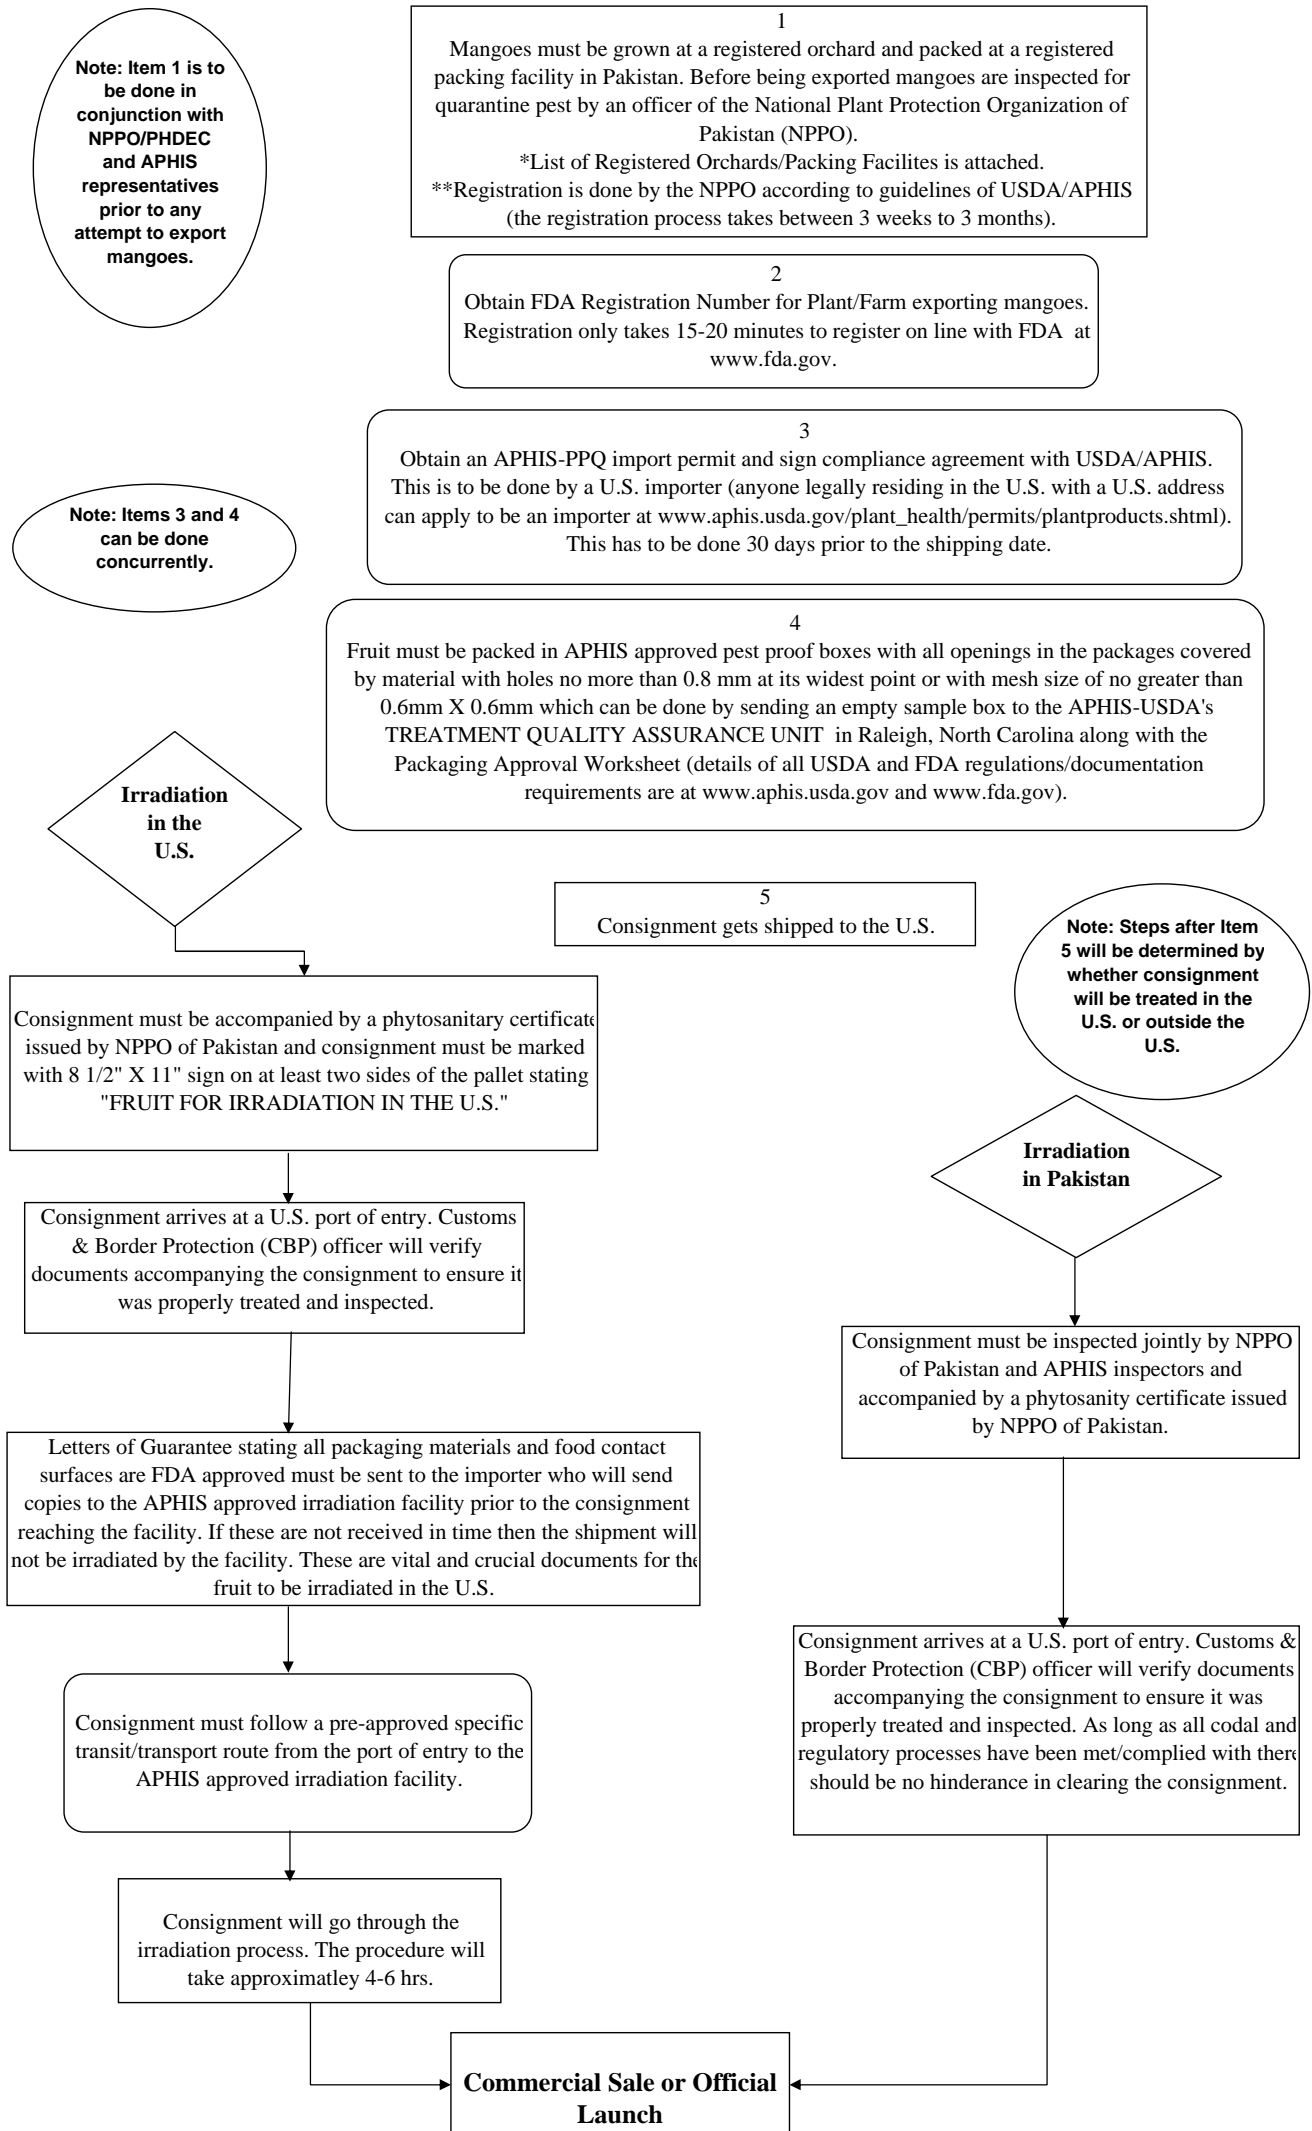 Note: Item 1 is to
be done in
conjunction with
NPPO/PHDEC
and APHIS
representatives
prior to any
attempt to export
mangoes.
1
Mangoes must be grown at a registered orchard and packed at a registered
packing facility in Pakistan. Before being exported mangoes are inspected for
quarantine pest by an officer of the National Plant Protection Organization of
Pakistan (NPPO).
*List of Registered Orchards/Packing Facilites is attached.
**Registration is done by the NPPO according to guidelines of USDA/APHIS
(the registration process takes between 3 weeks to 3 months).
2
Obtain FDA Registration Number for Plant/Farm exporting mangoes.
Registration only takes 15-20 minutes to register on line with FDA  at
www.fda.gov.
3
Obtain an APHIS-PPQ import permit and sign compliance agreement with USDA/APHIS.
This is to be done by a U.S. importer (anyone legally residing in the U.S. with a U.S. address
can apply to be an importer at www.aphis.usda.gov/plant_health/permits/plantproducts.shtml).
This has to be done 30 days prior to the shipping date.
Note: Items 3 and 4
can be done
concurrently.
4
Fruit must be packed in APHIS approved pest proof boxes with all openings in the packages covered
by material with holes no more than 0.8 mm at its widest point or with mesh size of no greater than
0.6mm X 0.6mm which can be done by sending an empty sample box to the APHIS-USDA's
TREATMENT QUALITY ASSURANCE UNIT  in Raleigh, North Carolina along with the
Packaging Approval Worksheet (details of all USDA and FDA regulations/documentation
requirements are at www.aphis.usda.gov and www.fda.gov).
Irradiation
in the
U.S.
5
Consignment gets shipped to the U.S.
Note: Steps after Item
5 will be determined by
whether consignment
will be treated in the
U.S. or outside the
U.S.
Consignment must be accompanied by a phytosanitary certificate
issued by NPPO of Pakistan and consignment must be marked
with 8 1/2" X 11" sign on at least two sides of the pallet stating
"FRUIT FOR IRRADIATION IN THE U.S."
Irradiation
in Pakistan
Consignment arrives at a U.S. port of entry. Customs
& Border Protection (CBP) officer will verify
documents accompanying the consignment to ensure it
was properly treated and inspected.
Consignment must be inspected jointly by NPPO
of Pakistan and APHIS inspectors and
accompanied by a phytosanity certificate issued
by NPPO of Pakistan.
Letters of Guarantee stating all packaging materials and food contact
surfaces are FDA approved must be sent to the importer who will send
copies to the APHIS approved irradiation facility prior to the consignment
reaching the facility. If these are not received in time then the shipment will
not be irradiated by the facility. These are vital and crucial documents for the
fruit to be irradiated in the U.S.
Consignment arrives at a U.S. port of entry. Customs &
Border Protection (CBP) officer will verify documents
accompanying the consignment to ensure it was
properly treated and inspected. As long as all codal and
regulatory processes have been met/complied with there
should be no hinderance in clearing the consignment.
Consignment must follow a pre-approved specific
transit/transport route from the port of entry to the
APHIS approved irradiation facility.
Consignment will go through the
irradiation process. The procedure will
take approximatley 4-6 hrs.
Commercial Sale or Official
Launch